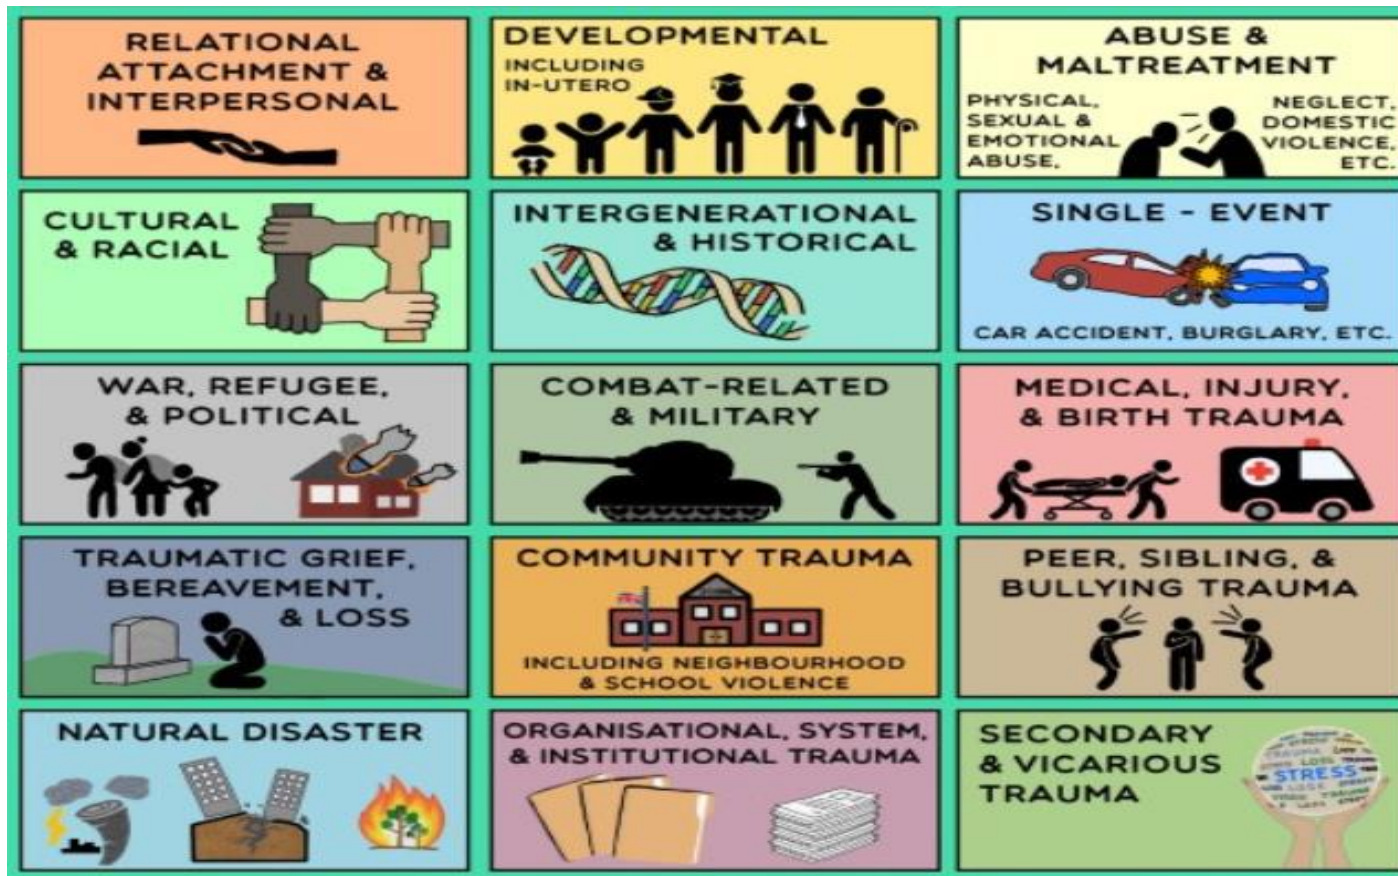 RELATIONAL
ATTACHMENT &
INTERPERSONAL
DEVELOPMENTAL
INCLUDING
IN-UTERO
ABUSE &
MALTREATMENT
PHYSICAL,
SEXUAL &
EMOTIONAL
ABUSE,
NEGLECT,
DOMESTIC
VIOLENCE,
ETC.
CULTURAL
& RACIAL
INTERGENERATIONAL
& HISTORICAL
SINGLE - EVENT
CAR ACCIDENT, BURGLARY, ETC.
WAR, REFUGEE,
& POLITICAL
COMBAT-RELATED
& MILITARY
MEDICAL, INJURY,
& BIRTH TRAUMA
TRAUMATIC GRIEF,
BEREAVEMENT,
& LOSS
COMMUNITY TRAUMA
INCLUDING NEIGHBOURHOOD
& SCHOOL VIOLENCE
PEER, SIBLING, &
BULLYING TRAUMA
NATURAL DISASTER
ORGANISATIONAL, SYSTEM,
& INSTITUTIONAL TRAUMA
SECONDARY
& VICARIOUS
TRAUMA
STRESS